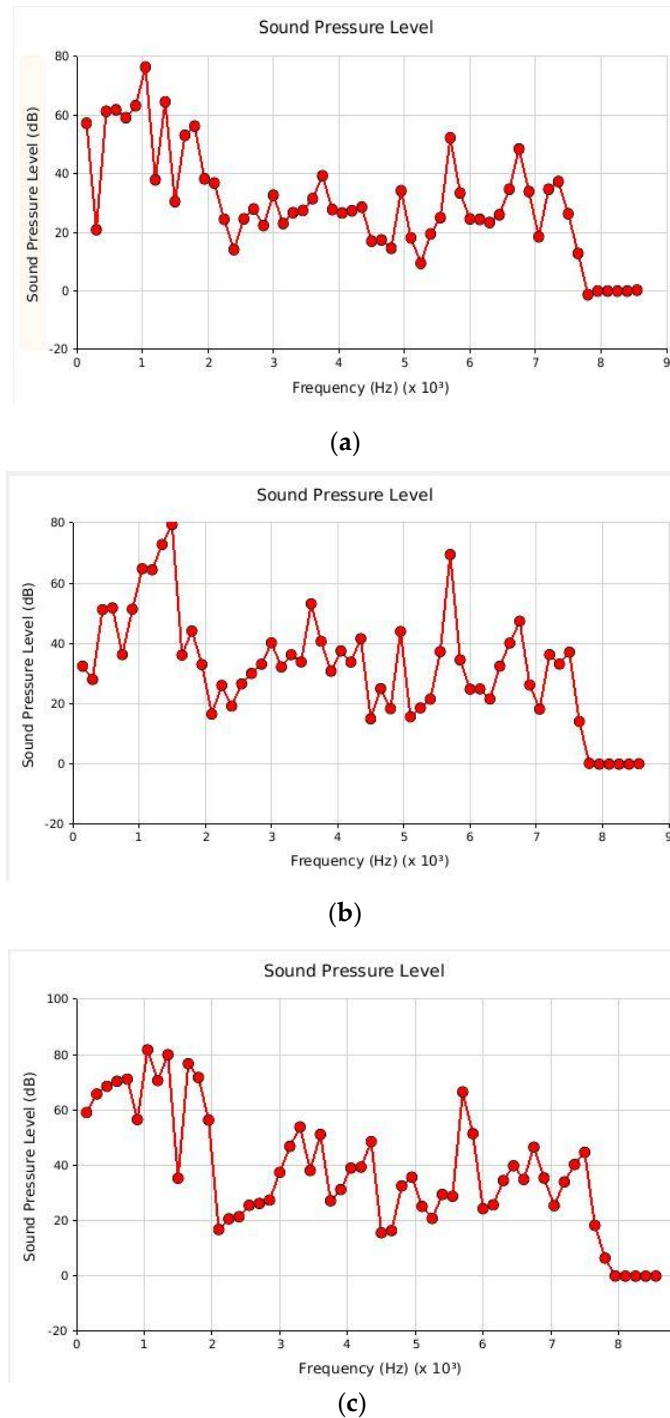 Sound Pressure Level
Sound Pressure Level (dB)
80
60
40
20
0
-20
0 1 2 3 4 5 6 7 8 9
Frequency (Hz) (x 10³)
(a)
Sound Pressure Level
Sound Pressure Level (dB)
80
60
40
20
0
-20
0 1 2 3 4 5 6 7 8 9
Frequency (Hz) (x 10³)
(b)
Sound Pressure Level
Sound Pressure Level (dB)
100
80
60
40
20
0
-20
0 1 2 3 4 5 6 7 8
Frequency (Hz) (x 10³)
(c)